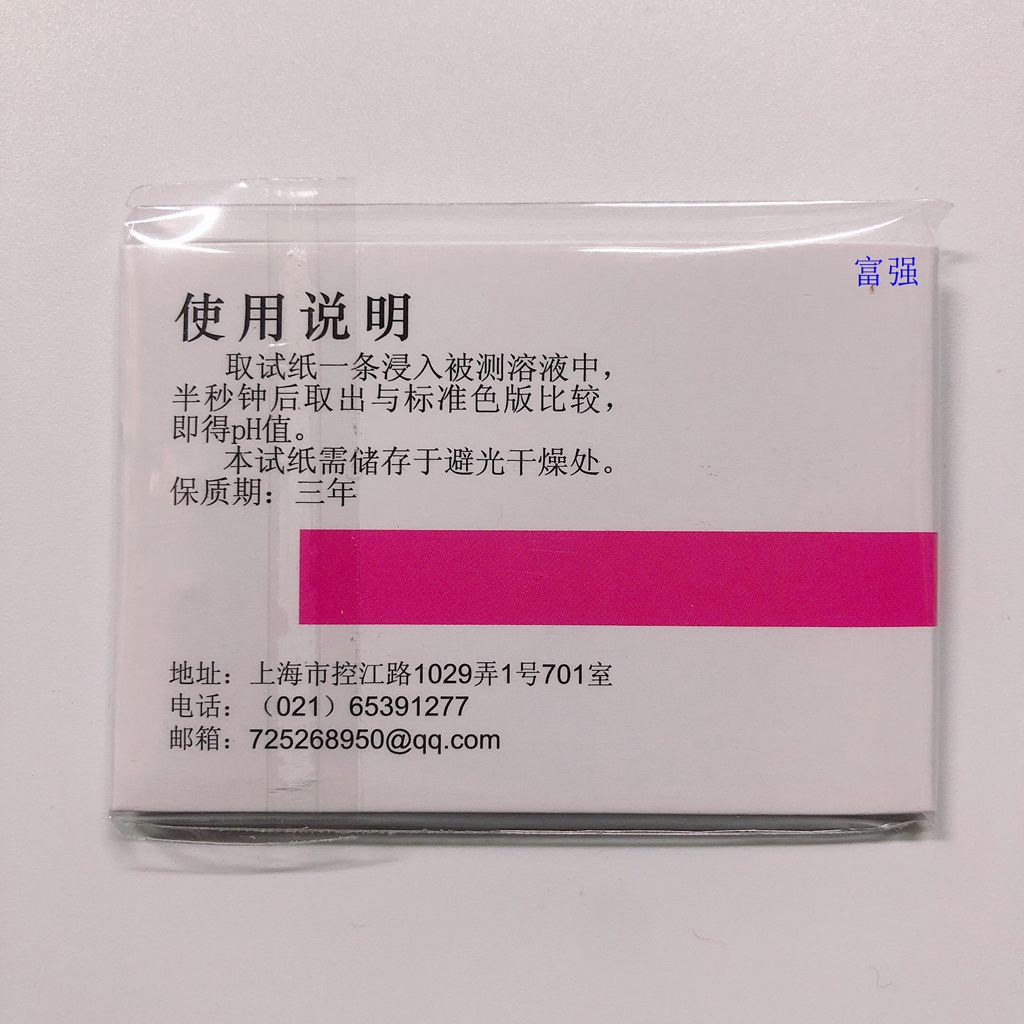 富强
使用说明
取试纸一条浸入被测溶液中，
半秒钟后取出与标准色版比较，
即得pH值。
本试纸需储存于避光干燥处。
保质期：三年
地址：上海市控江路1029弄1号701室
电话：（021）65391277
邮箱：725268950@qq.com